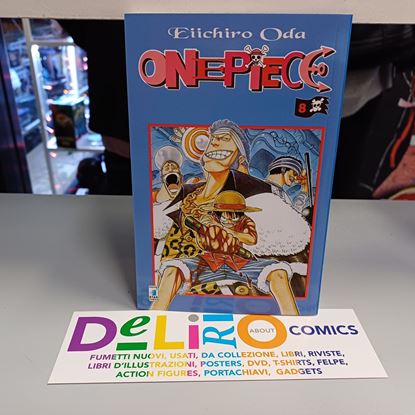 Eiichiro Oda
ONE PIECE
8
DeLiRiO
ABOUT
COMICS
FUMETTI NUOVI, USATI, DA COLLEZIONE, LIBRI, RIVISTE,
LIBRI D'ILLUSTRAZIONI, POSTERS, DVD, T-SHIRTS, FELPE,
ACTION FIGURES, PORTACHIAVI, GADGETS